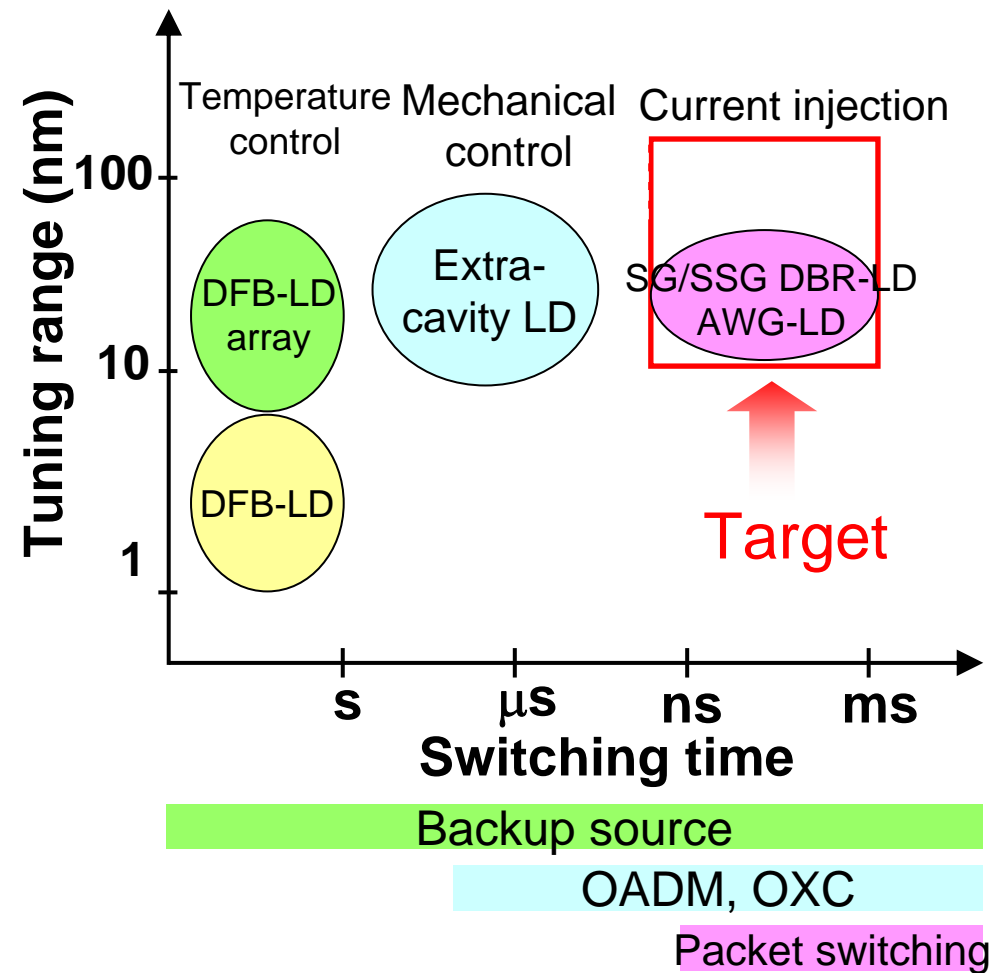 Temperature
control
Mechanical
control
Current injection
Tuning range (nm)
100
10
1
DFB-LD
array
Extra-
cavity LD
SG/SSG DBR-LD
AWG-LD
DFB-LD
Target
s
μs
ns
ms
Switching time
Backup source
OADM, OXC
Packet switching